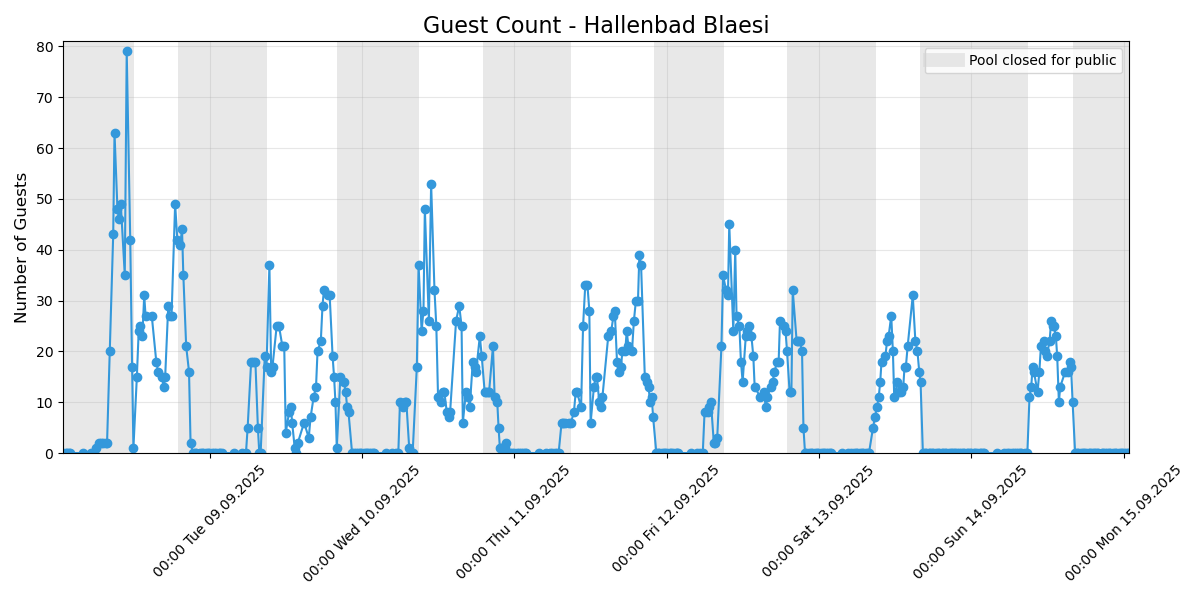 Guest Count - Hallenbad Blaesi
Pool closed for public
Number of Guests
80
70
60
50
40
30
20
10
0
00:00 Tue 09.09.2025
00:00 Wed 10.09.2025
00:00 Thu 11.09.2025
00:00 Fri 12.09.2025
00:00 Sat 13.09.2025
00:00 Sun 14.09.2025
00:00 Mon 15.09.2025